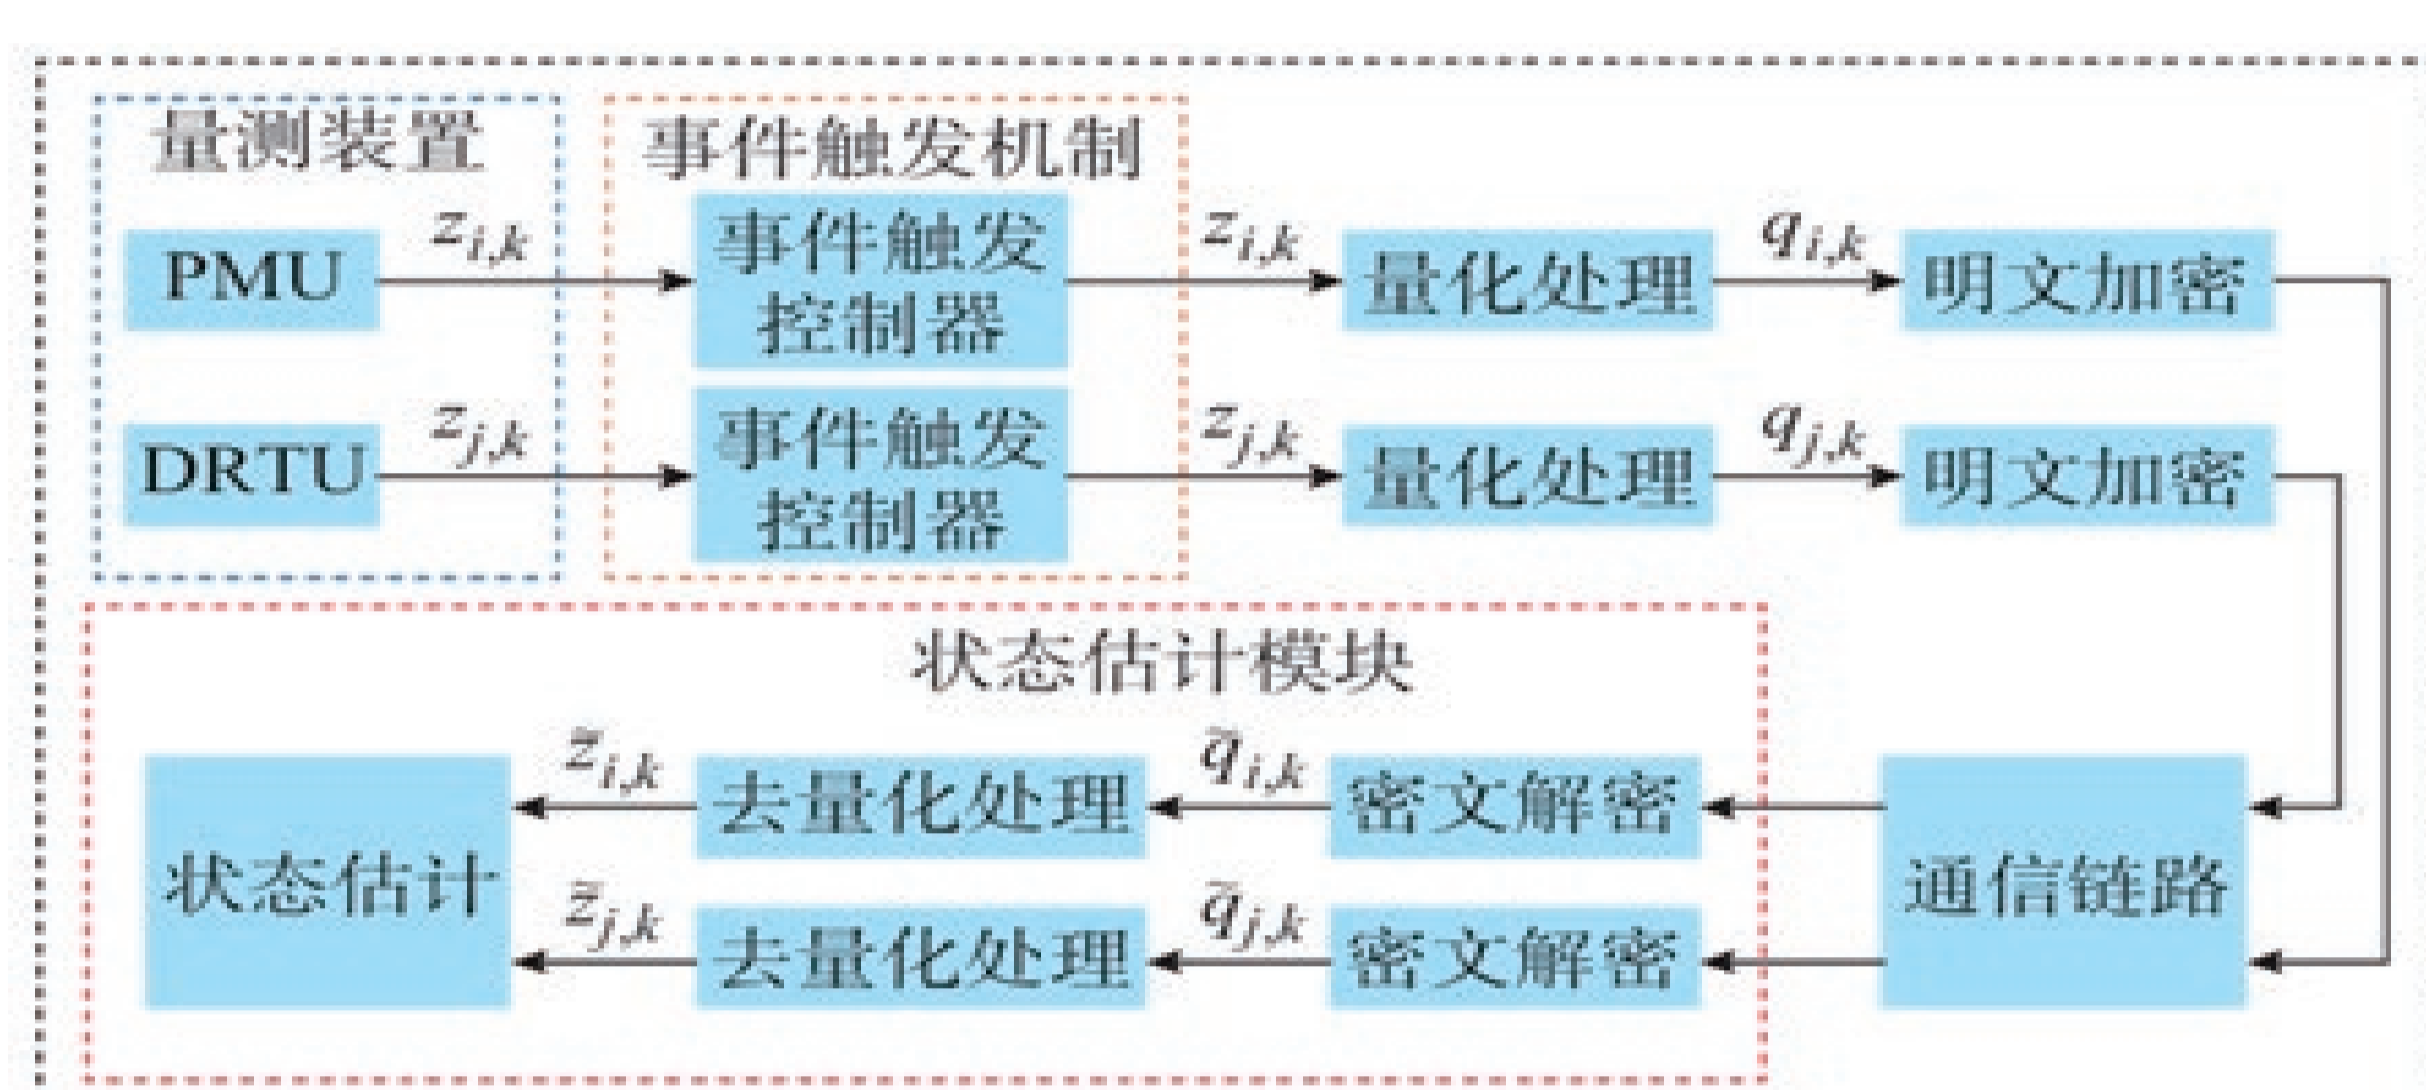 量测装置
事件触发机制
PMU
z_{i,k}
事件触发
控制器
z_{i,k}
量化处理
q_{i,k}
明文加密
DRTU
z_{j,k}
事件触发
控制器
z_{j,k}
量化处理
q_{j,k}
明文加密
状态估计模块
状态估计
z̃_{i,k}
去量化处理
q̃_{i,k}
密文解密
z̃_{j,k}
去量化处理
q̃_{j,k}
密文解密
通信链路